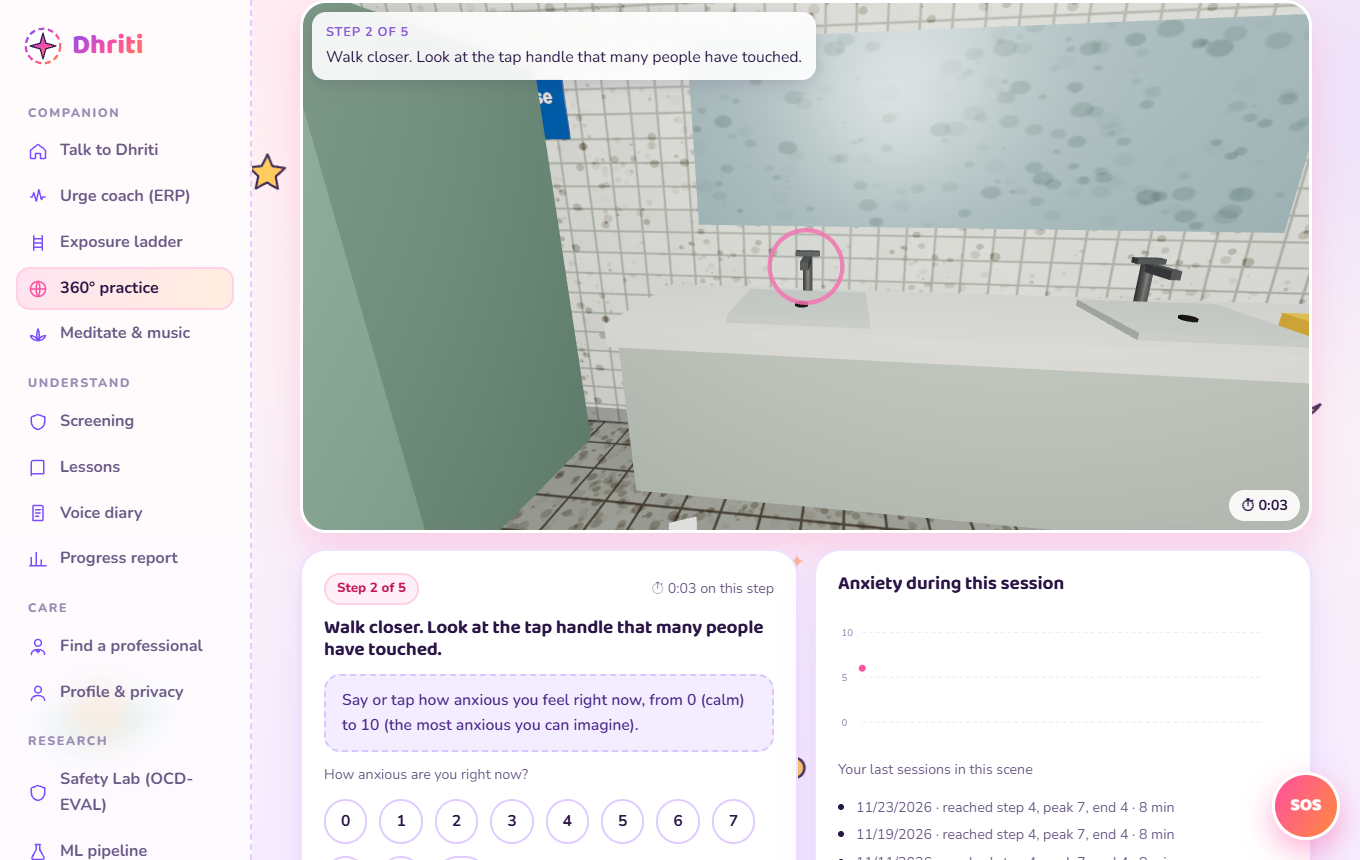 Dhriti
COMPANION
Talk to Dhriti
Urge coach (ERP)
Exposure ladder
360° practice
Meditate & music
UNDERSTAND
Screening
Lessons
Voice diary
Progress report
CARE
Find a professional
Profile & privacy
RESEARCH
Safety Lab (OCD-
EVAL)
ML pipeline
STEP 2 OF 5
Walk closer. Look at the tap handle that many people have touched.
se
0:03
Step 2 of 5
0:03 on this step
Walk closer. Look at the tap handle that many people
have touched.
Say or tap how anxious you feel right now, from 0 (calm)
to 10 (the most anxious you can imagine).
How anxious are you right now?
0 1 2 3 4 5 6 7
Anxiety during this session
10
5
0
Your last sessions in this scene
11/23/2026 · reached step 4, peak 7, end 4 · 8 min
11/19/2026 · reached step 4, peak 7, end 4 · 8 min
SOS